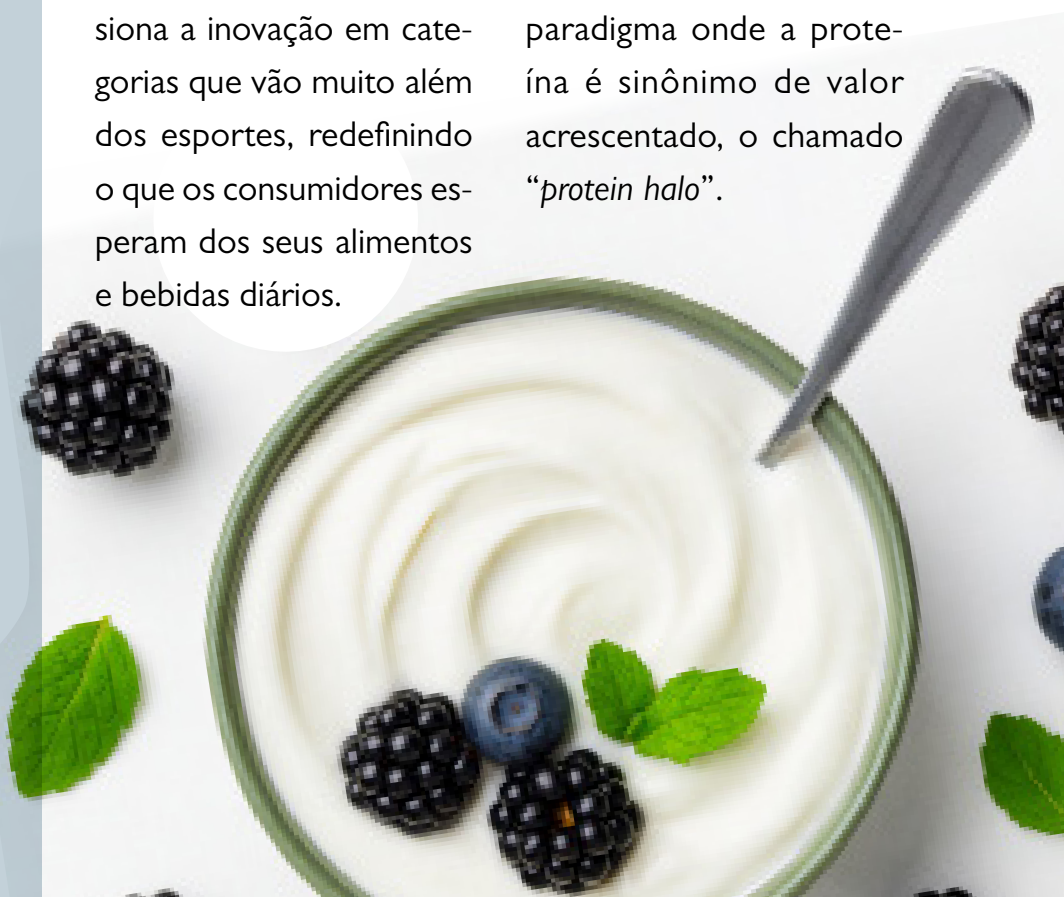 siona a inovação em cate-
gorias que vão muito além
dos esportes, redefinindo
o que os consumidores es-
peram dos seus alimentos
e bebidas diários.
paradigma onde a prote-
ína é sinônimo de valor
acrescentado, o chamado
“protein halo”.